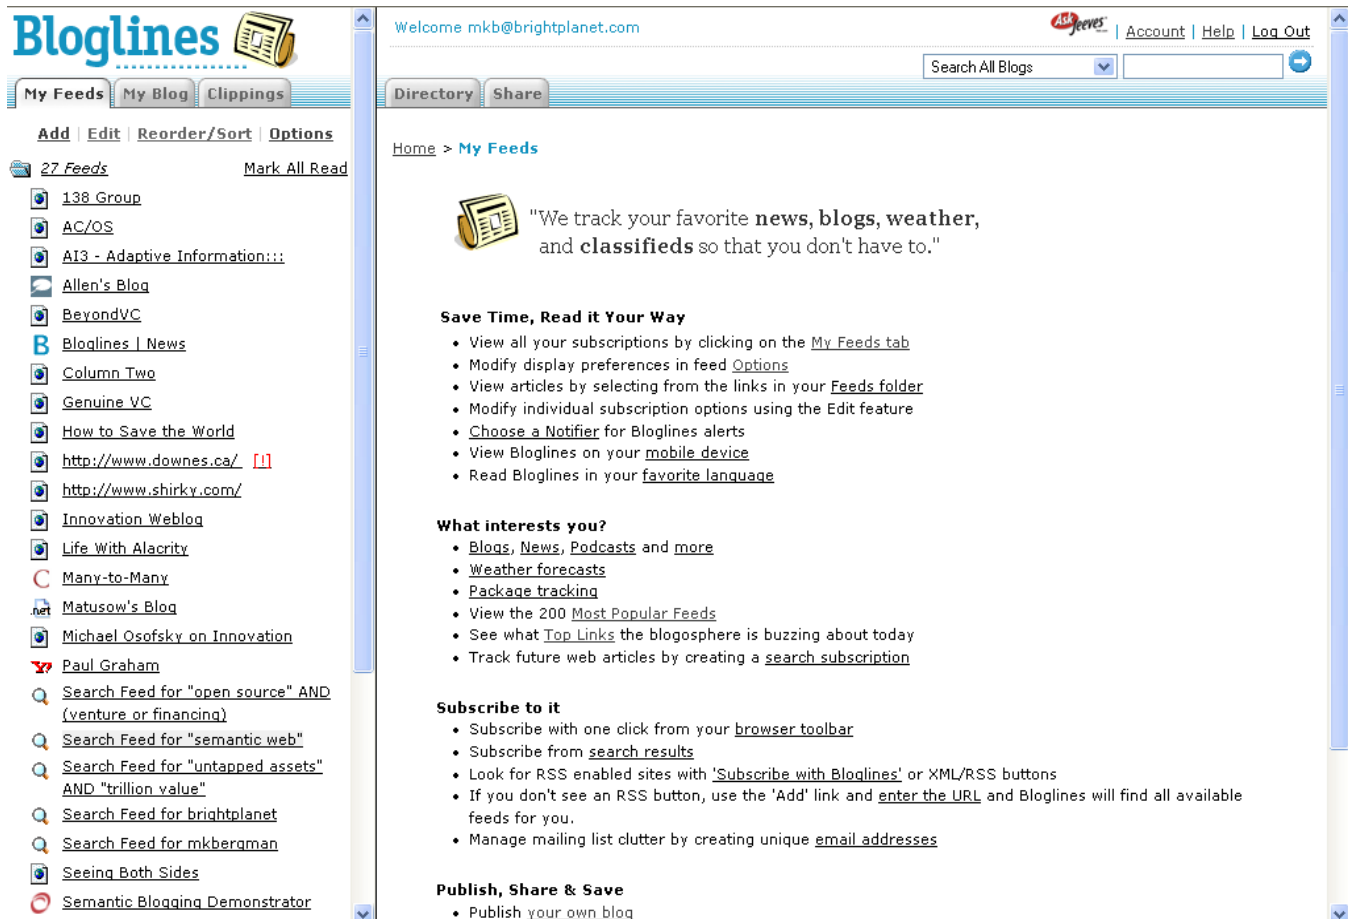 Bloglines
My Feeds My Blog Clippings
Add | Edit | Reorder/Sort | Options
27 Feeds Mark All Read
138 Group
AC/OS
AI3 - Adaptive Information:::
Allen's Blog
BeyondVC
B Bloglines | News
Column Two
Genuine VC
How to Save the World
http://www.downes.ca/ [!]
http://www.shirky.com/
Innovation Weblog
Life With Alacrity
C Many-to-Many
.net Matusow's Blog
Michael Osofsky on Innovation
Y! Paul Graham
Search Feed for "open source" AND
(venture or financing)
Search Feed for "semantic web"
Search Feed for "untapped assets"
AND "trillion value"
Search Feed for brightplanet
Search Feed for mkbergman
Seeing Both Sides
Semantic Blogging Demonstrator
Welcome mkb@brightplanet.com
Ask Jeeves | Account | Help | Log Out
Search All Blogs
Directory Share
Home > My Feeds
"We track your favorite news, blogs, weather,
and classifieds so that you don't have to."
Save Time, Read it Your Way
• View all your subscriptions by clicking on the My Feeds tab
• Modify display preferences in feed Options
• View articles by selecting from the links in your Feeds folder
• Modify individual subscription options using the Edit feature
• Choose a Notifier for Bloglines alerts
• View Bloglines on your mobile device
• Read Bloglines in your favorite language
What interests you?
• Blogs, News, Podcasts and more
• Weather forecasts
• Package tracking
• View the 200 Most Popular Feeds
• See what Top Links the blogosphere is buzzing about today
• Track future web articles by creating a search subscription
Subscribe to it
• Subscribe with one click from your browser toolbar
• Subscribe from search results
• Look for RSS enabled sites with 'Subscribe with Bloglines' or XML/RSS buttons
• If you don't see an RSS button, use the 'Add' link and enter the URL and Bloglines will find all available
feeds for you.
• Manage mailing list clutter by creating unique email addresses
Publish, Share & Save
• Publish your own blog